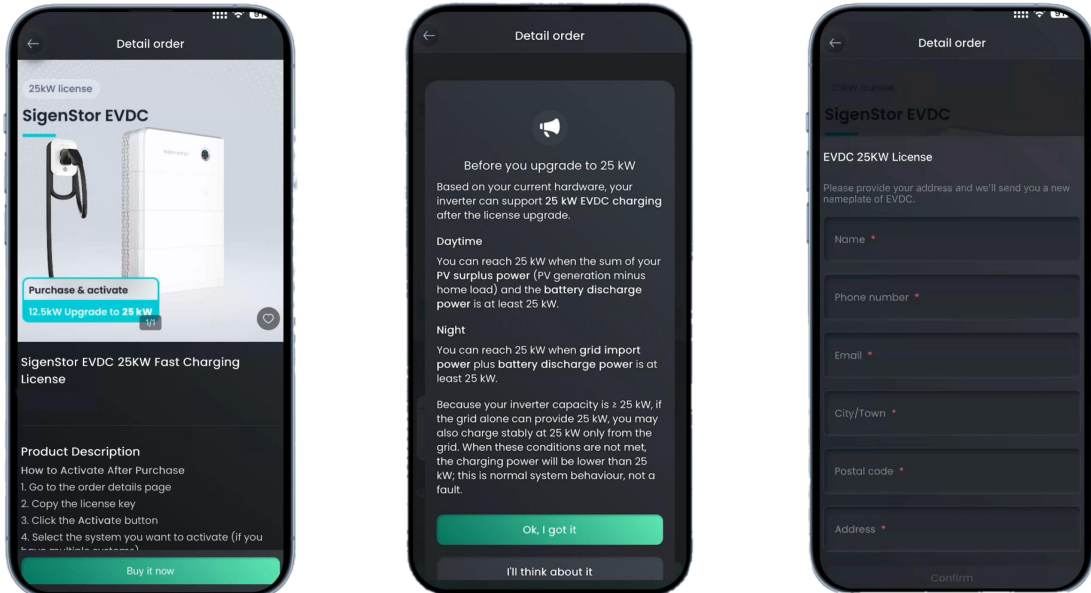 Detail order
25kW license
SigenStor EVDC
Purchase & activate
12.5kW Upgrade to 25 kW
1/1
SigenStor EVDC 25KW Fast Charging
License
Product Description
How to Activate After Purchase
1. Go to the order details page
2. Copy the license key
3. Click the Activate button
4. Select the system you want to activate (if you
have multiple systems)
Buy it now
Detail order
Before you upgrade to 25 kW
Based on your current hardware, your
inverter can support 25 kW EVDC charging
after the license upgrade.
Daytime
You can reach 25 kW when the sum of your
PV surplus power (PV generation minus
home load) and the battery discharge
power is at least 25 kW.
Night
You can reach 25 kW when grid import
power plus battery discharge power is at
least 25 kW.
Because your inverter capacity is ≥ 25 kW, if
the grid alone can provide 25 kW, you may
also charge stably at 25 kW only from the
grid. When these conditions are not met,
the charging power will be lower than 25
kW; this is normal system behaviour, not a
fault.
Ok, I got it
I'll think about it
Detail order
25kW license
SigenStor EVDC
EVDC 25KW License
Please provide your address and we'll send you a new
nameplate of EVDC.
Name *
Phone number *
Email *
City/Town *
Postal code *
Address *
Confirm